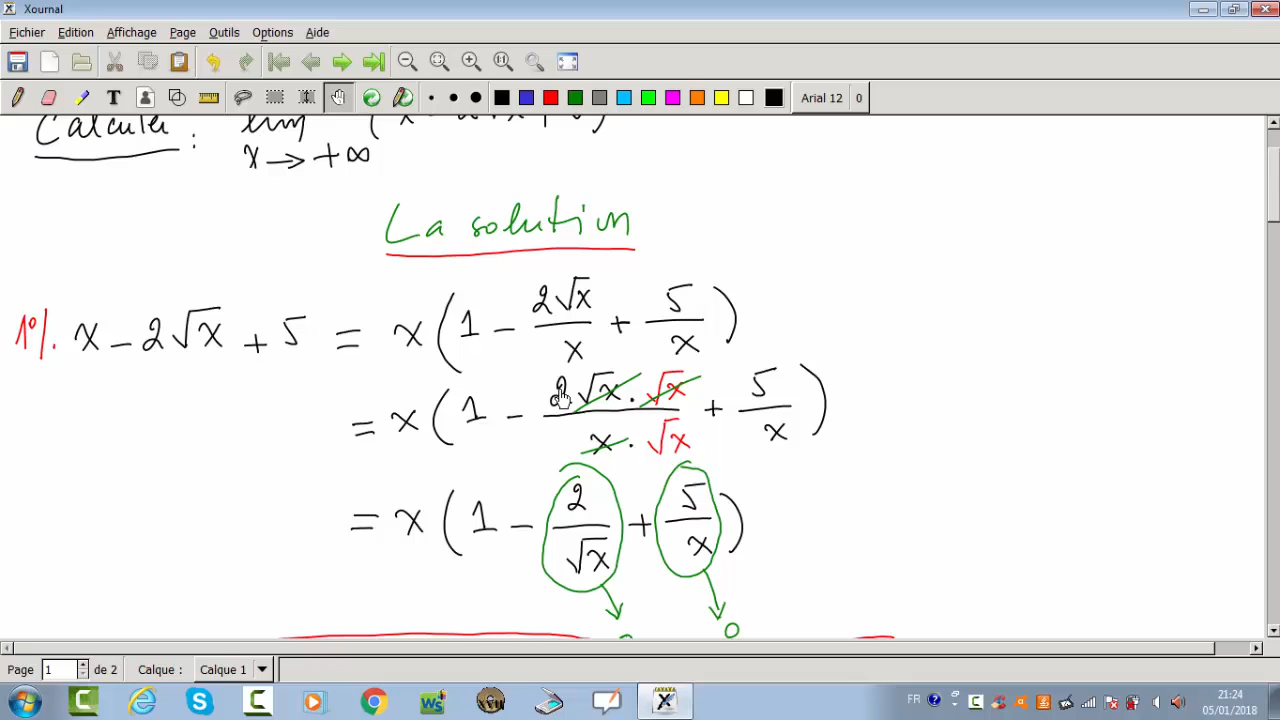 Xournal
Fichier Edition Affichage Page Outils Options Aide
Arial 12 0
Calculer : lim
x → +∞
La solution
1°/. x - 2√x + 5 = x(1 - 2√x/x + 5/x)
= x(1 - 2√x . √x/x . √x + 5/x)
= x(1 - 2/√x + 5/x)
0
Page 1 de 2 Calque : Calque 1
FR 21:24
05/01/2018